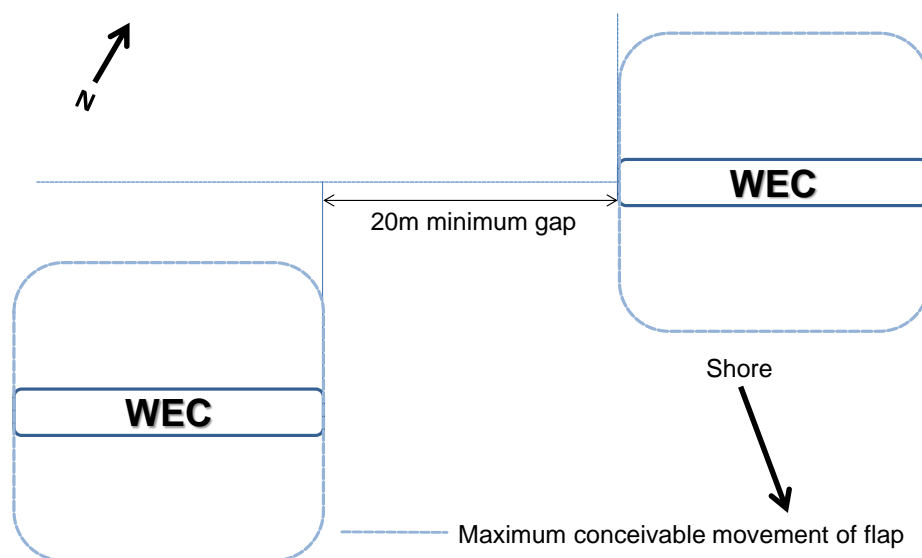 N
WEC
20m minimum gap
Shore
WEC
Maximum conceivable movement of flap